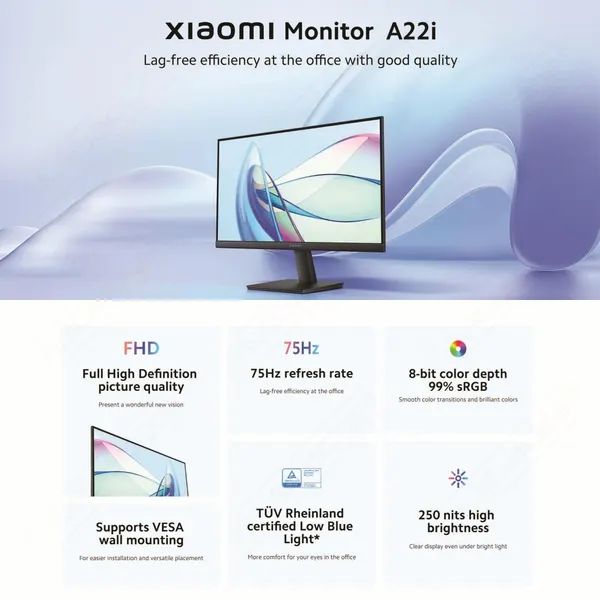 xiaomi Monitor A22i
Lag-free efficiency at the office with good quality
FHD
Full High Definition
picture quality
Present a wonderful new vision
75Hz
75Hz refresh rate
Lag-free efficiency at the office
8-bit color depth
99% sRGB
Smooth color transitions and brilliant colors
Supports VESA
wall mounting
For easier installation and versatile placement
TÜV Rheinland
certified Low Blue
Light*
More comfort for your eyes in the office
250 nits high
brightness
Clear display even under bright light